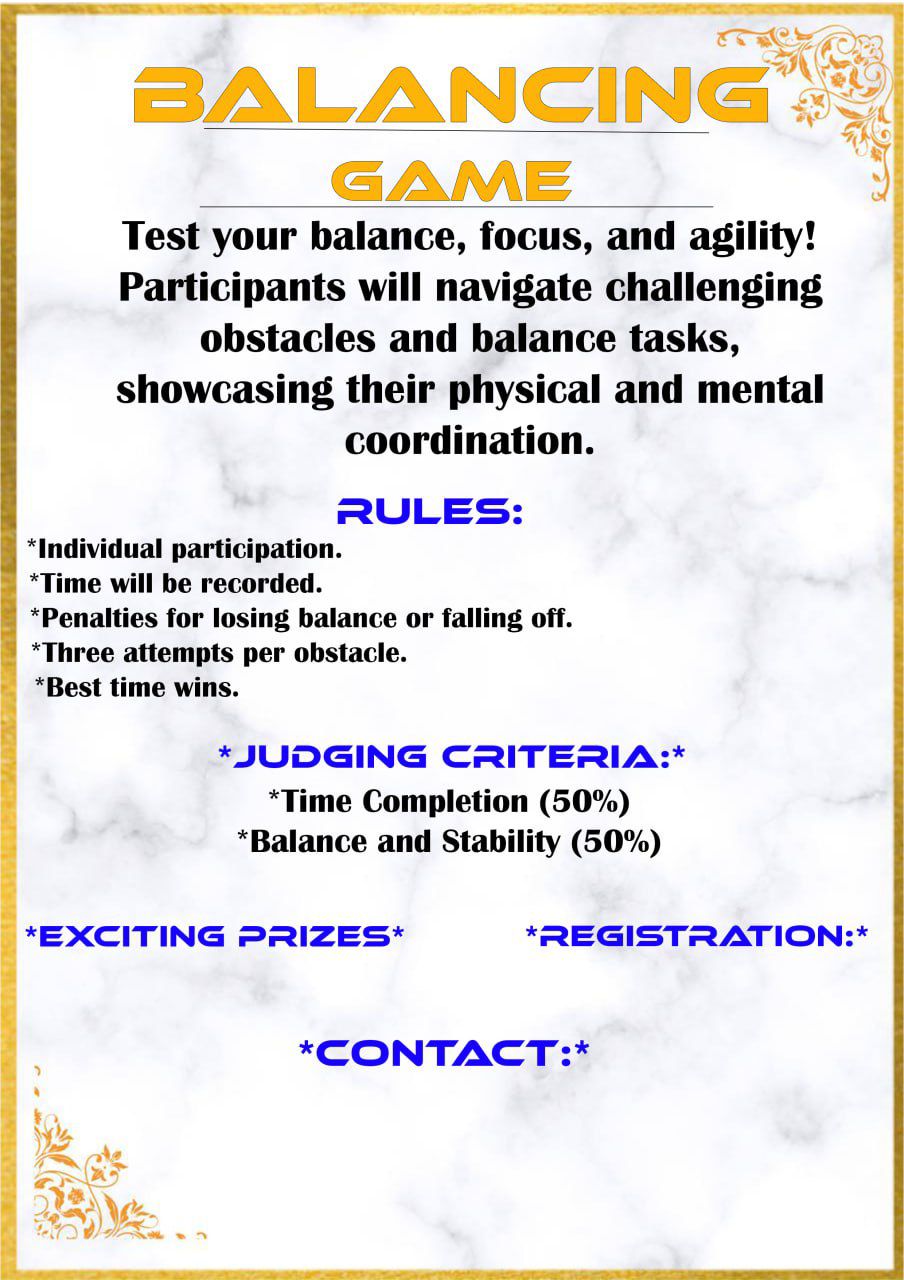 BALANCING
GAME
Test your balance, focus, and agility!
Participants will navigate challenging
obstacles and balance tasks,
showcasing their physical and mental
coordination.
RULES:
*Individual participation.
*Time will be recorded.
*Penalties for losing balance or falling off.
*Three attempts per obstacle.
*Best time wins.
*JUDGING CRITERIA:*
*Time Completion (50%)
*Balance and Stability (50%)
*EXCITING PRIZES*
*REGISTRATION:*
*CONTACT:*